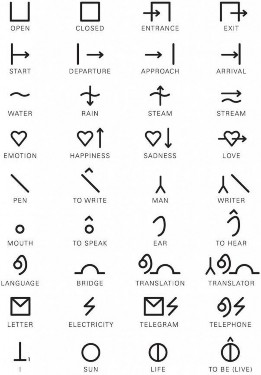 OPEN CLOSED ENTRANCE EXIT
START DEPARTURE APPROACH ARRIVAL
WATER RAIN STEAM STREAM
EMOTION HAPPINESS SADNESS LOVE
PEN TO WRITE MAN WRITER
MOUTH TO SPEAK EAR TO HEAR
LANGUAGE BRIDGE TRANSLATION TRANSLATOR
LETTER ELECTRICITY TELEGRAM TELEPHONE
1
I SUN LIFE TO BE (LIVE)